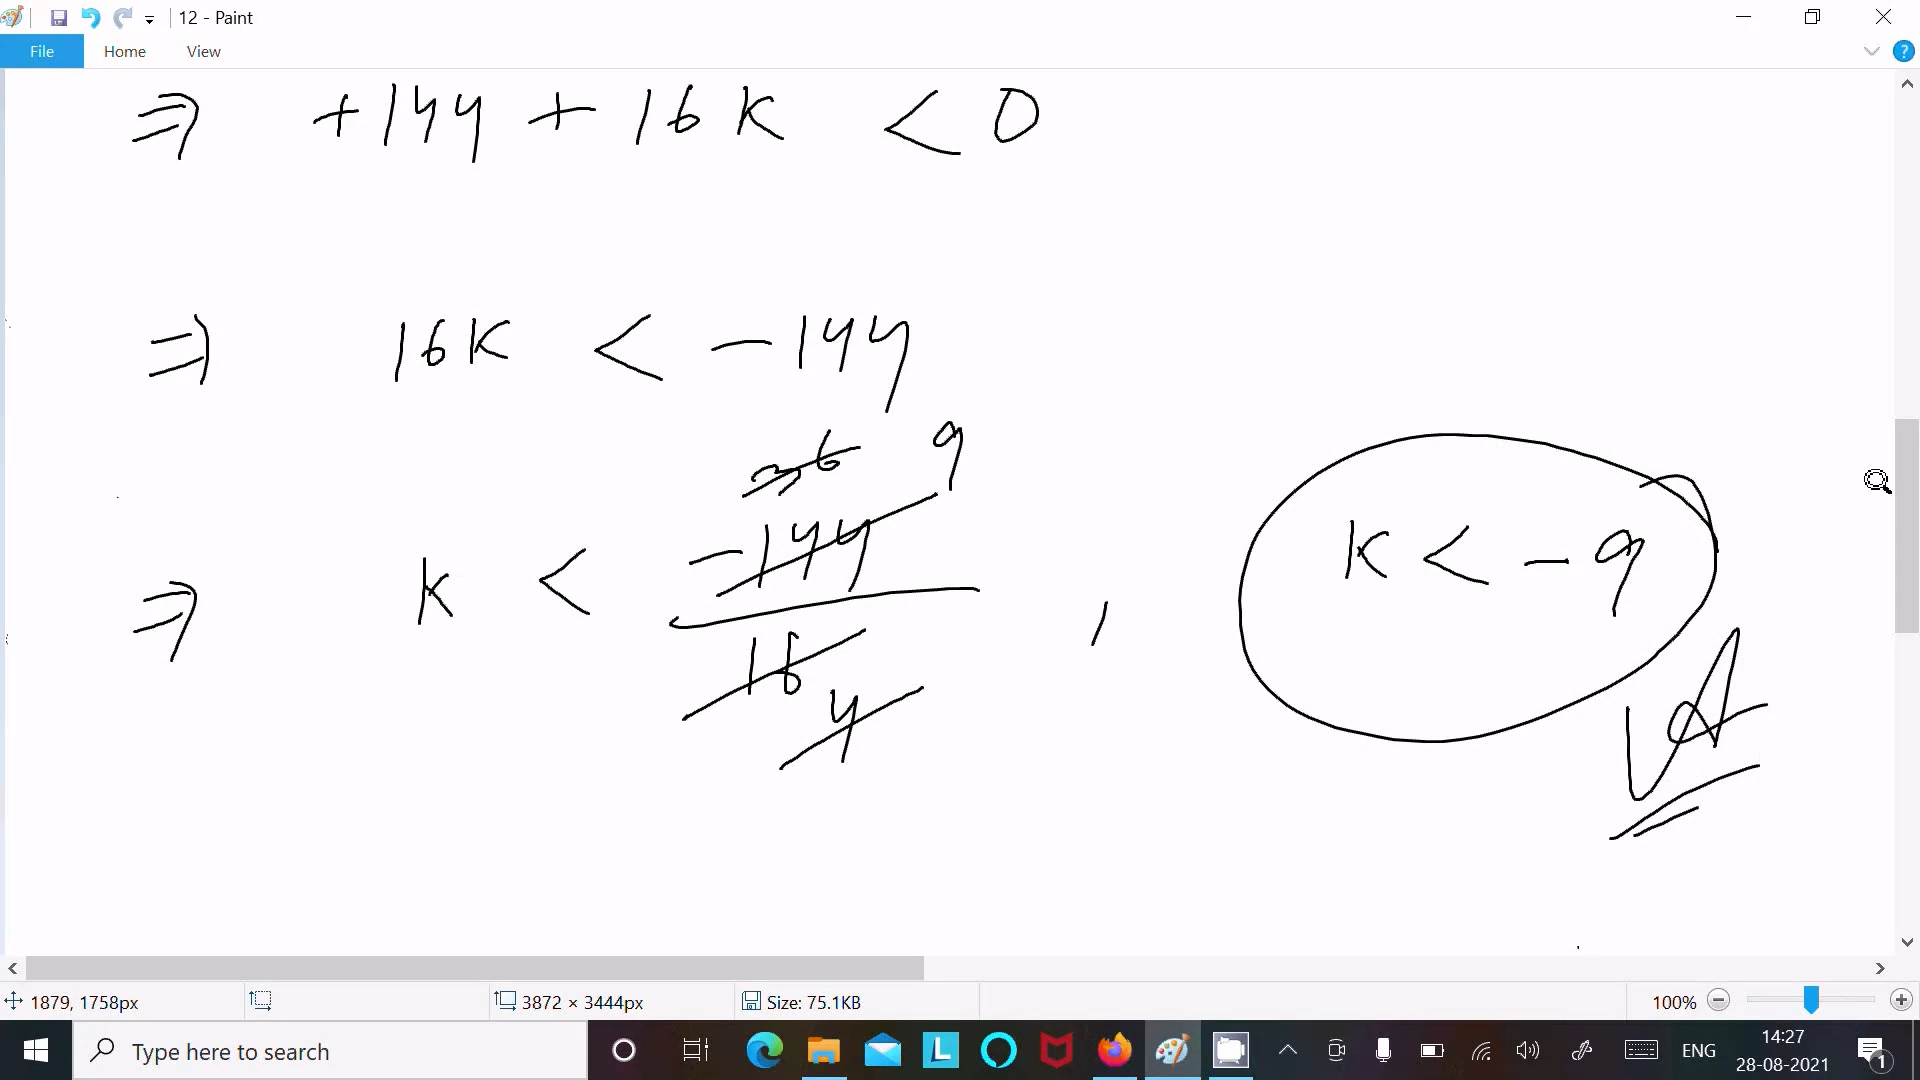 12 - Paint
File Home View
⇒ +144 + 16k < 0
⇒ 16k < -144
36 9
⇒ k < -144 / 16 , k < -9
4
1879, 1758px 3872 × 3444px Size: 75.1KB 100%
Type here to search L ENG 14:27
28-08-2021 1